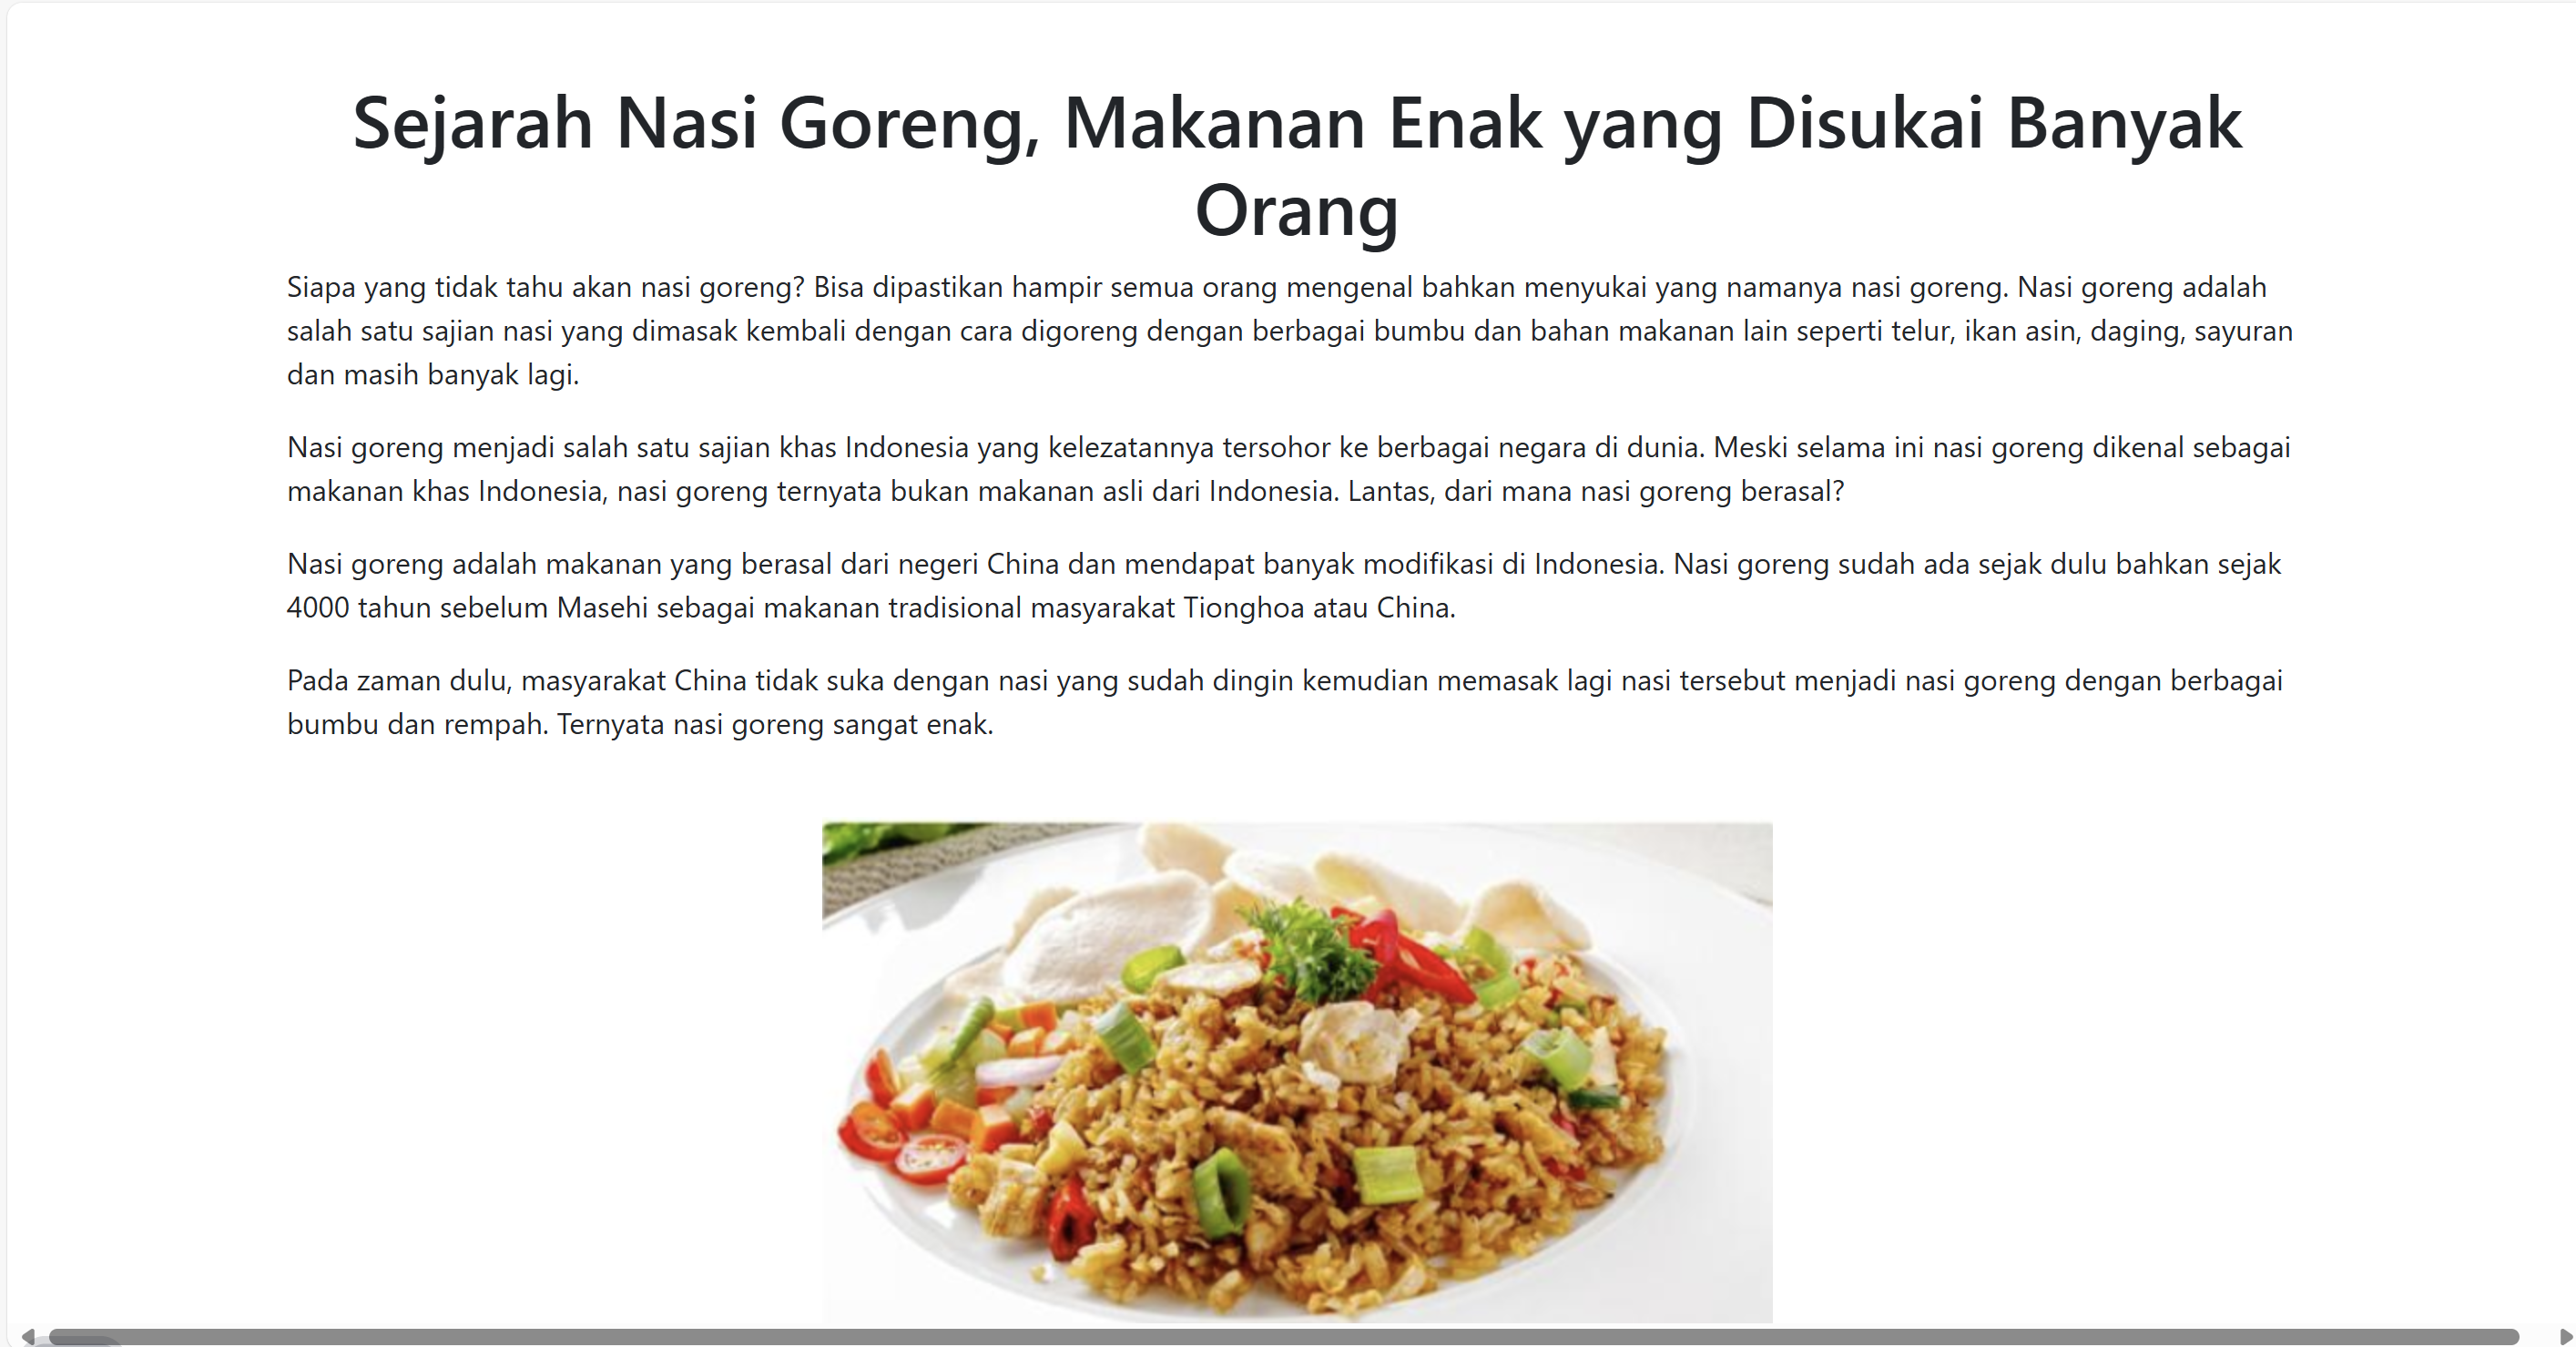 Sejarah Nasi Goreng, Makanan Enak yang Disukai Banyak
Orang
Siapa yang tidak tahu akan nasi goreng? Bisa dipastikan hampir semua orang mengenal bahkan menyukai yang namanya nasi goreng. Nasi goreng adalah
salah satu sajian nasi yang dimasak kembali dengan cara digoreng dengan berbagai bumbu dan bahan makanan lain seperti telur, ikan asin, daging, sayuran
dan masih banyak lagi.
Nasi goreng menjadi salah satu sajian khas Indonesia yang kelezatannya tersohor ke berbagai negara di dunia. Meski selama ini nasi goreng dikenal sebagai
makanan khas Indonesia, nasi goreng ternyata bukan makanan asli dari Indonesia. Lantas, dari mana nasi goreng berasal?
Nasi goreng adalah makanan yang berasal dari negeri China dan mendapat banyak modifikasi di Indonesia. Nasi goreng sudah ada sejak dulu bahkan sejak
4000 tahun sebelum Masehi sebagai makanan tradisional masyarakat Tionghoa atau China.
Pada zaman dulu, masyarakat China tidak suka dengan nasi yang sudah dingin kemudian memasak lagi nasi tersebut menjadi nasi goreng dengan berbagai
bumbu dan rempah. Ternyata nasi goreng sangat enak.